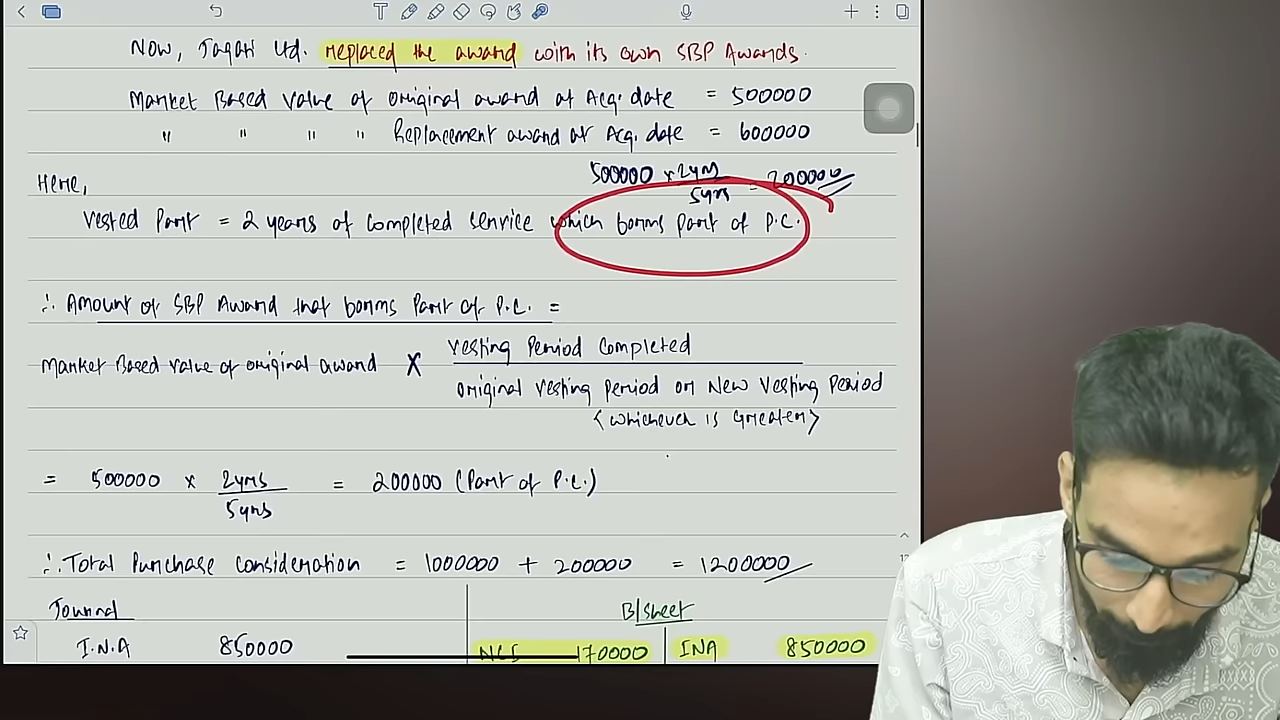 Now, Jagati Ltd. replaced the award with its own SBP Awards.
Market Based Value of original award at Acq. date = 500000
" " " " Replacement award at Acq. date = 600000
500000 x 2yrs / 5yrs = 200000
Here,
Vested Part = 2 years of completed service which forms part of P.C.
∴ Amount of SBP Award that forms Part of P.C. =
Market Based Value of original award X Vesting Period Completed / Original Vesting Period or New Vesting Period
<whichever is Greater>
= 500000 x 2yrs / 5yrs = 200000 (Part of P.C.)
∴ Total Purchase Consideration = 1000000 + 200000 = 1200000
Journal
B/Sheet
I.N.A 850000
NCI 170000 INA 850000